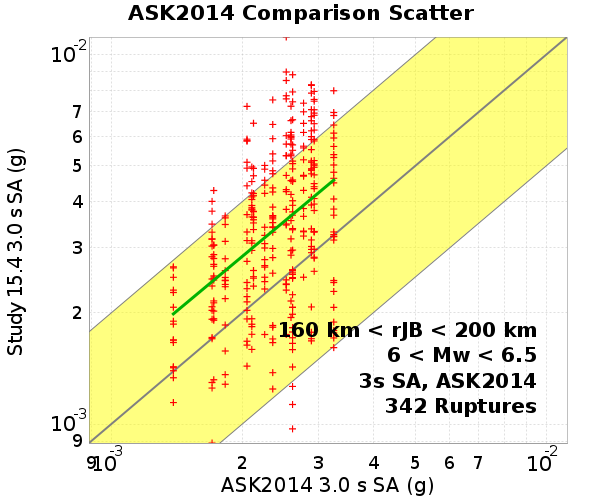 ASK2014 Comparison Scatter
Study 15.4 3.0 s SA (g)
10-2
7
6
5
4
3
2
10-3
9
160 km < rJB < 200 km
6 < Mw < 6.5
3s SA, ASK2014
342 Ruptures
9 10-3 2 3 4 5 6 7 10-2
ASK2014 3.0 s SA (g)